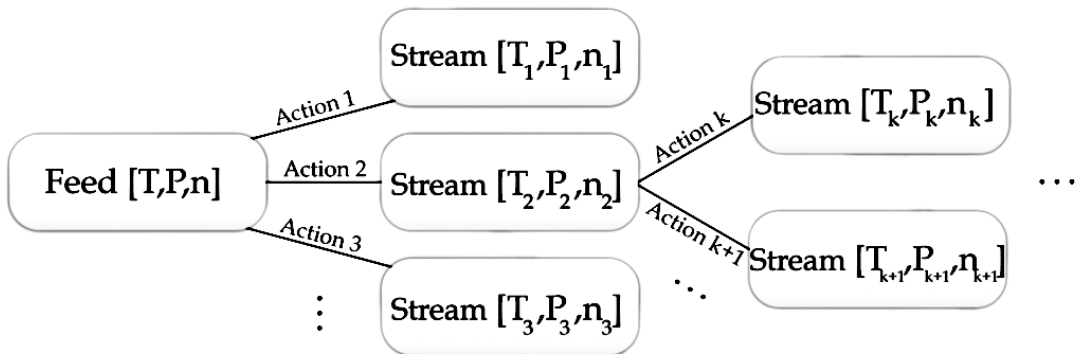 Feed [T,P,n]
Action 1
Action 2
Action 3
⋮
Stream [T₁,P₁,n₁]
Stream [T₂,P₂,n₂]
Stream [T₃,P₃,n₃]
Action k
Action k+1
...
Stream [Tₖ,Pₖ,nₖ]
Stream [Tₖ₊₁,Pₖ₊₁,nₖ₊₁]
...